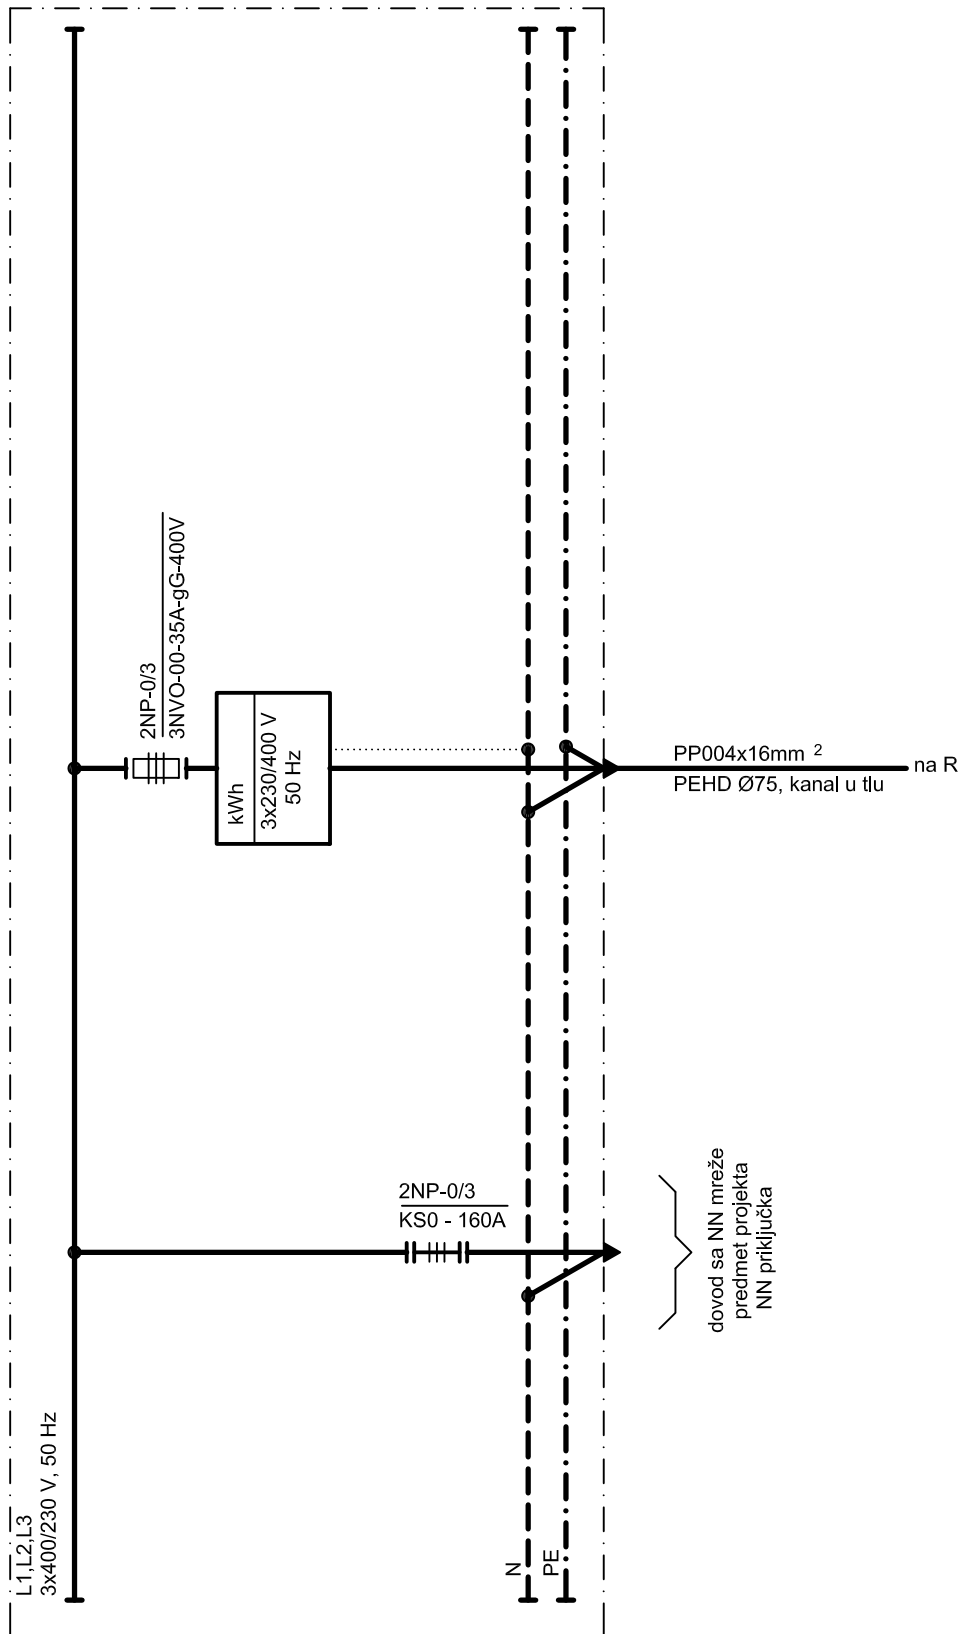 2NP-0/3
3NVO-00-35A-gG-400V
kWh
3x230/400 V
50 Hz
PP004x16mm ²
PEHD Ø75, kanal u tlu
na R
2NP-0/3
KS0 - 160A
dovod sa NN mreže
predmet projekta
NN priključka
L1,L2,L3
3x400/230 V, 50 Hz
N
PE